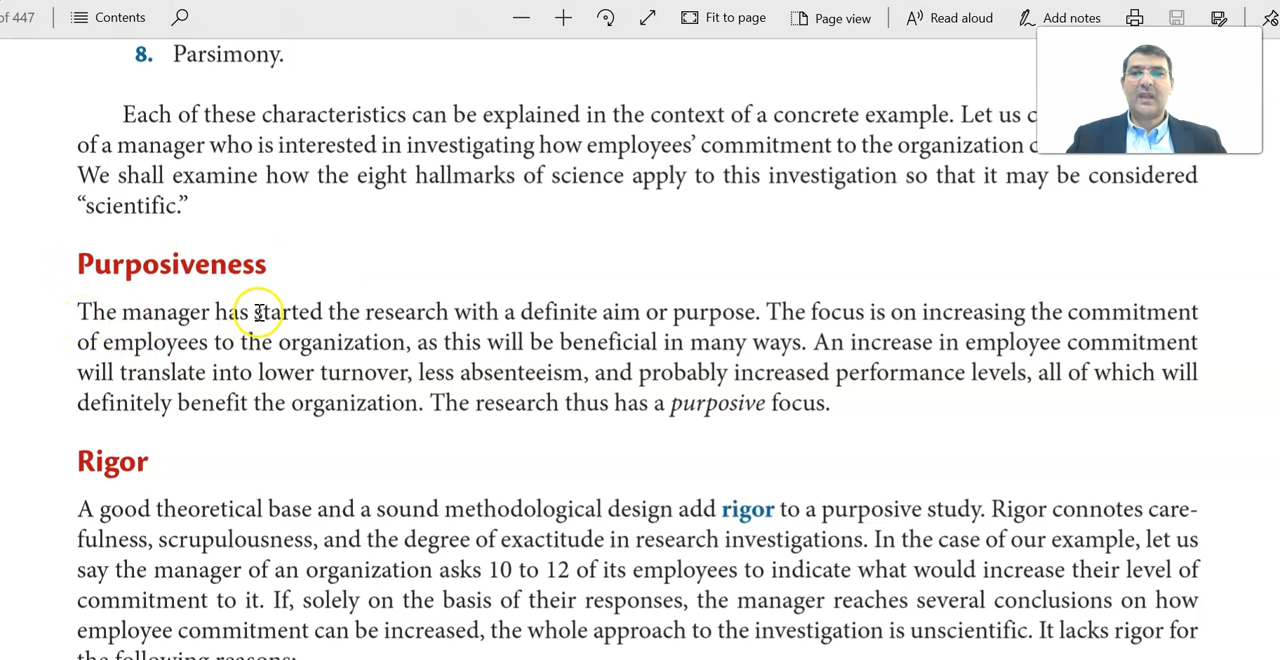 of 447
Contents
Fit to page
Page view
Read aloud
Add notes
8. Parsimony.
Each of these characteristics can be explained in the context of a concrete example. Let us
of a manager who is interested in investigating how employees’ commitment to the organization
We shall examine how the eight hallmarks of science apply to this investigation so that it may be considered
“scientific.”
Purposiveness
The manager has started the research with a definite aim or purpose. The focus is on increasing the commitment
of employees to the organization, as this will be beneficial in many ways. An increase in employee commitment
will translate into lower turnover, less absenteeism, and probably increased performance levels, all of which will
definitely benefit the organization. The research thus has a purposive focus.
Rigor
A good theoretical base and a sound methodological design add rigor to a purposive study. Rigor connotes care-
fulness, scrupulousness, and the degree of exactitude in research investigations. In the case of our example, let us
say the manager of an organization asks 10 to 12 of its employees to indicate what would increase their level of
commitment to it. If, solely on the basis of their responses, the manager reaches several conclusions on how
employee commitment can be increased, the whole approach to the investigation is unscientific. It lacks rigor for
the following reasons: